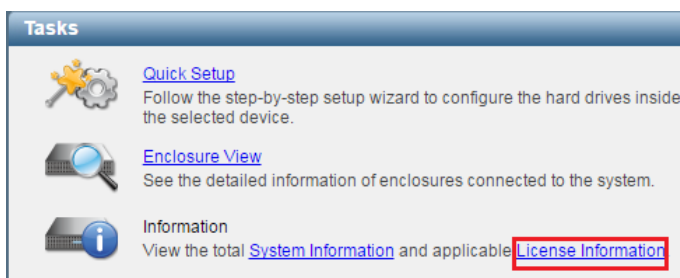 Tasks
Quick Setup
Follow the step-by-step setup wizard to configure the hard drives inside
the selected device.
Enclosure View
See the detailed information of enclosures connected to the system.
Information
View the total System Information and applicable License Information